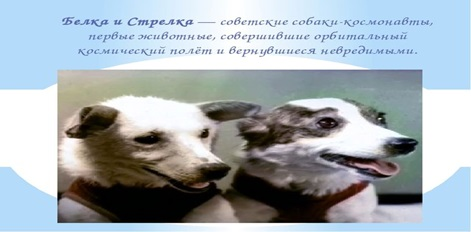 Белка и Стрелка — советские собаки-космонавты,
первые животные, совершившие орбитальный
космический полёт и вернувшиеся невредимыми.